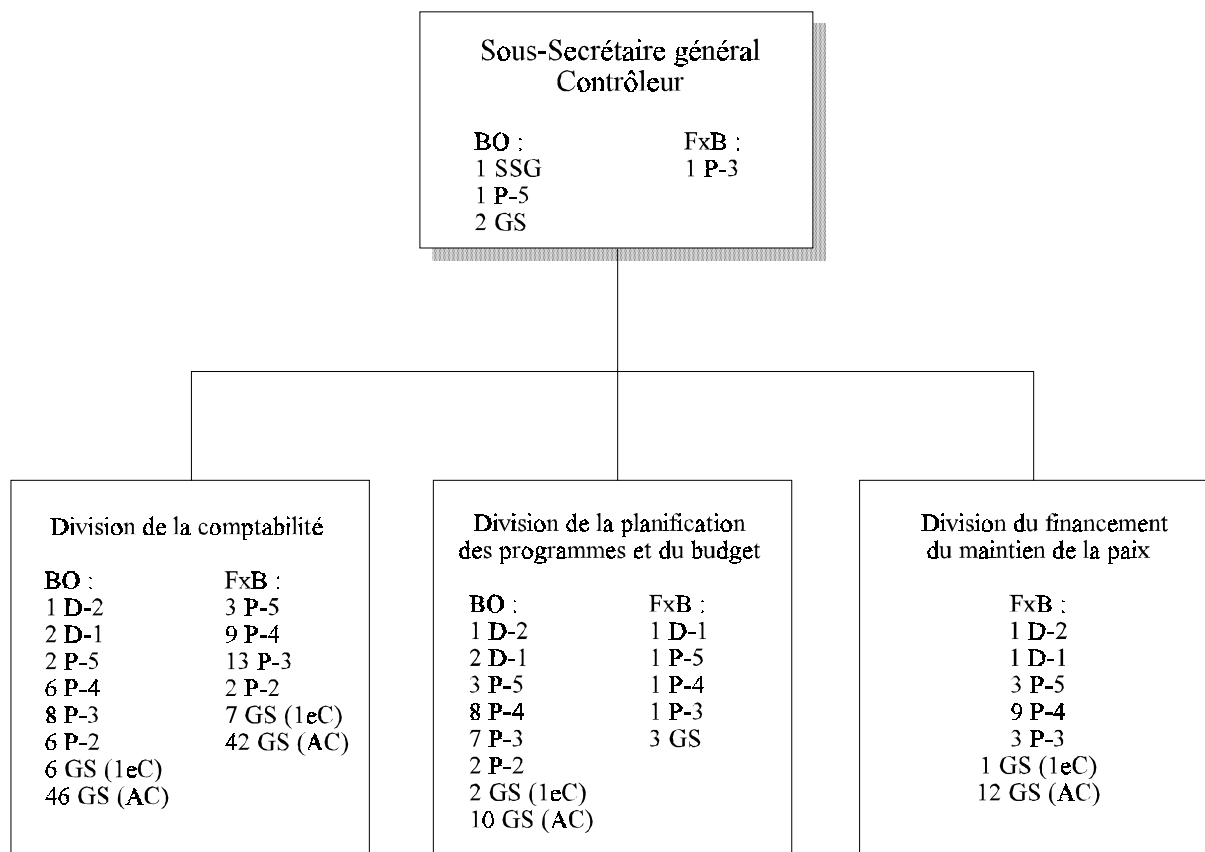 Sous-Secrétaire général
Contrôleur
BO :
1 SSG
1 P-5
2 GS
FxB :
1 P-3
Division de la comptabilité
BO :
1 D-2
2 D-1
2 P-5
6 P-4
8 P-3
6 P-2
6 GS (1eC)
46 GS (AC)
FxB :
3 P-5
9 P-4
13 P-3
2 P-2
7 GS (1eC)
42 GS (AC)
Division de la planification
des programmes et du budget
BO :
1 D-2
2 D-1
3 P-5
8 P-4
7 P-3
2 P-2
2 GS (1eC)
10 GS (AC)
FxB :
1 D-1
1 P-5
1 P-4
1 P-3
3 GS
Division du financement
du maintien de la paix
FxB :
1 D-2
1 D-1
3 P-5
9 P-4
3 P-3
1 GS (1eC)
12 GS (AC)